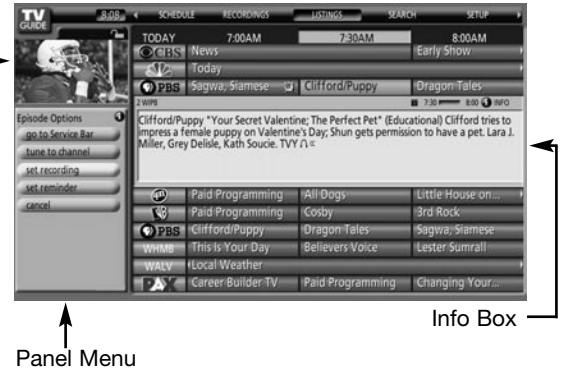 TV GUIDE 8:08 SCHEDULE RECORDINGS LISTINGS SEARCH SETUP
TODAY 7:00AM 7:30AM 8:00AM
CBS News Early Show
Today
PBS Sagwa, Siamese Clifford/Puppy Dragon Tales
2 WIPB 7:30 8:00 INFO
Clifford/Puppy "Your Secret Valentine; The Perfect Pet" (Educational) Clifford tries to
impress a female puppy on Valentine's Day; Shun gets permission to have a pet. Lara J.
Miller, Grey Delisle, Kath Soucie. TVY
Episode Options
go to Service Bar
tune to channel
set recording
set reminder
cancel
Paid Programming All Dogs Little House on...
Paid Programming Cosby 3rd Rock
PBS Clifford/Puppy Dragon Tales Sagwa, Siamese
WHMB This Is Your Day Believers Voice Lester Sumrall
WALV Local Weather
PAX Career Builder TV Paid Programming Changing Your...
Info Box
Panel Menu